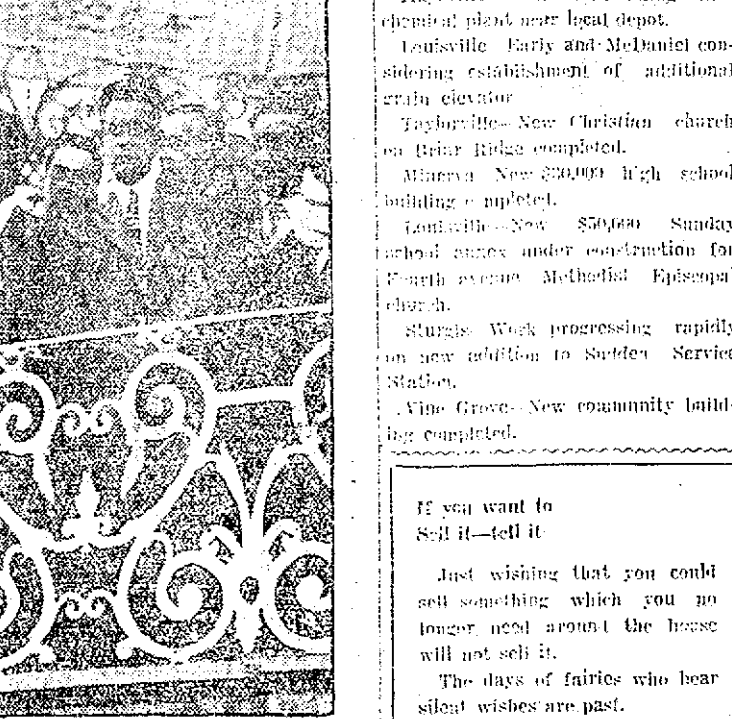 chemical plant near local depot.
Louisville Early and McDaniel con-
sidering establishment of additional
grain elevator
Taylorville—New Christian church
on Briar Ridge completed.
Minerva New $30,000 high school
building c mpleted.
Louisville—New $50,000 Sunday
school annex under construction for
Fourth avenue Methodist Episcopal
church.
Sturgis Work progressing rapidly
on new addition to Sudden Service
Station.
Vine Grove—New community build-
ing completed.
If you want to
Sell it—tell it
Just wishing that you could
sell something which you no
longer need around the house
will not sell it.
The days of fairies who hear
silent wishes are past.